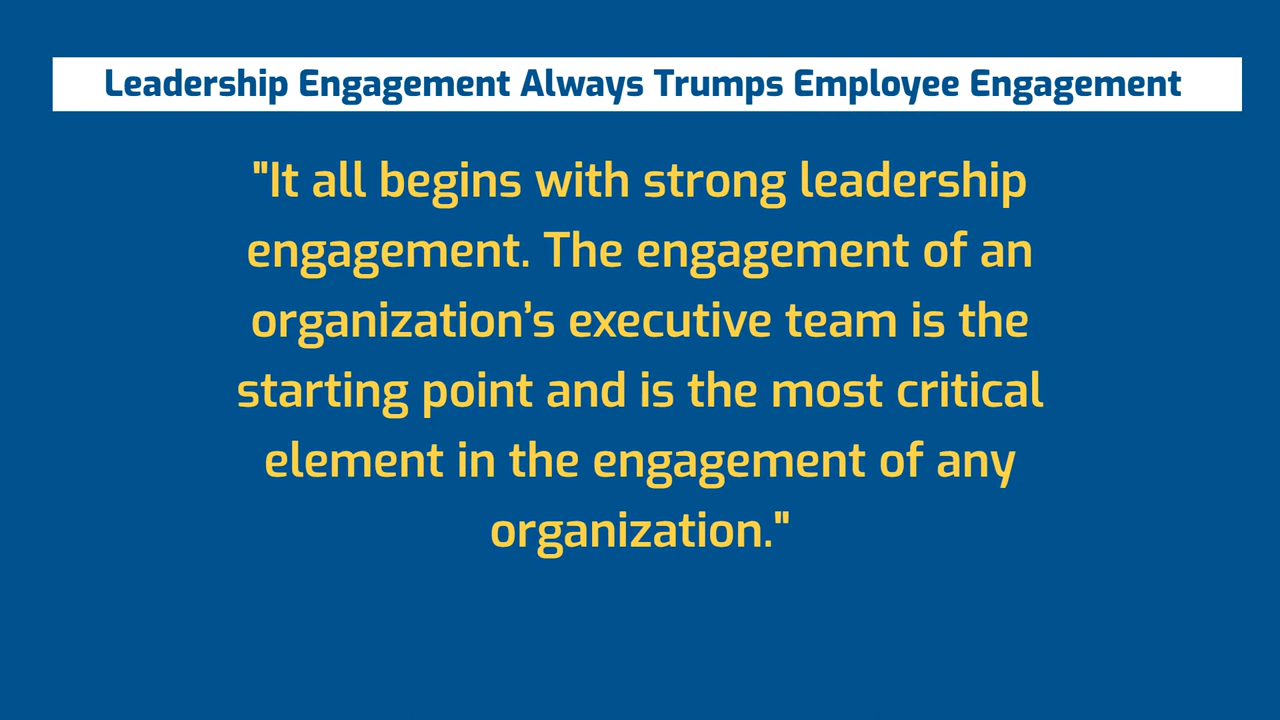 Leadership Engagement Always Trumps Employee Engagement
"It all begins with strong leadership
engagement. The engagement of an
organization’s executive team is the
starting point and is the most critical
element in the engagement of any
organization."